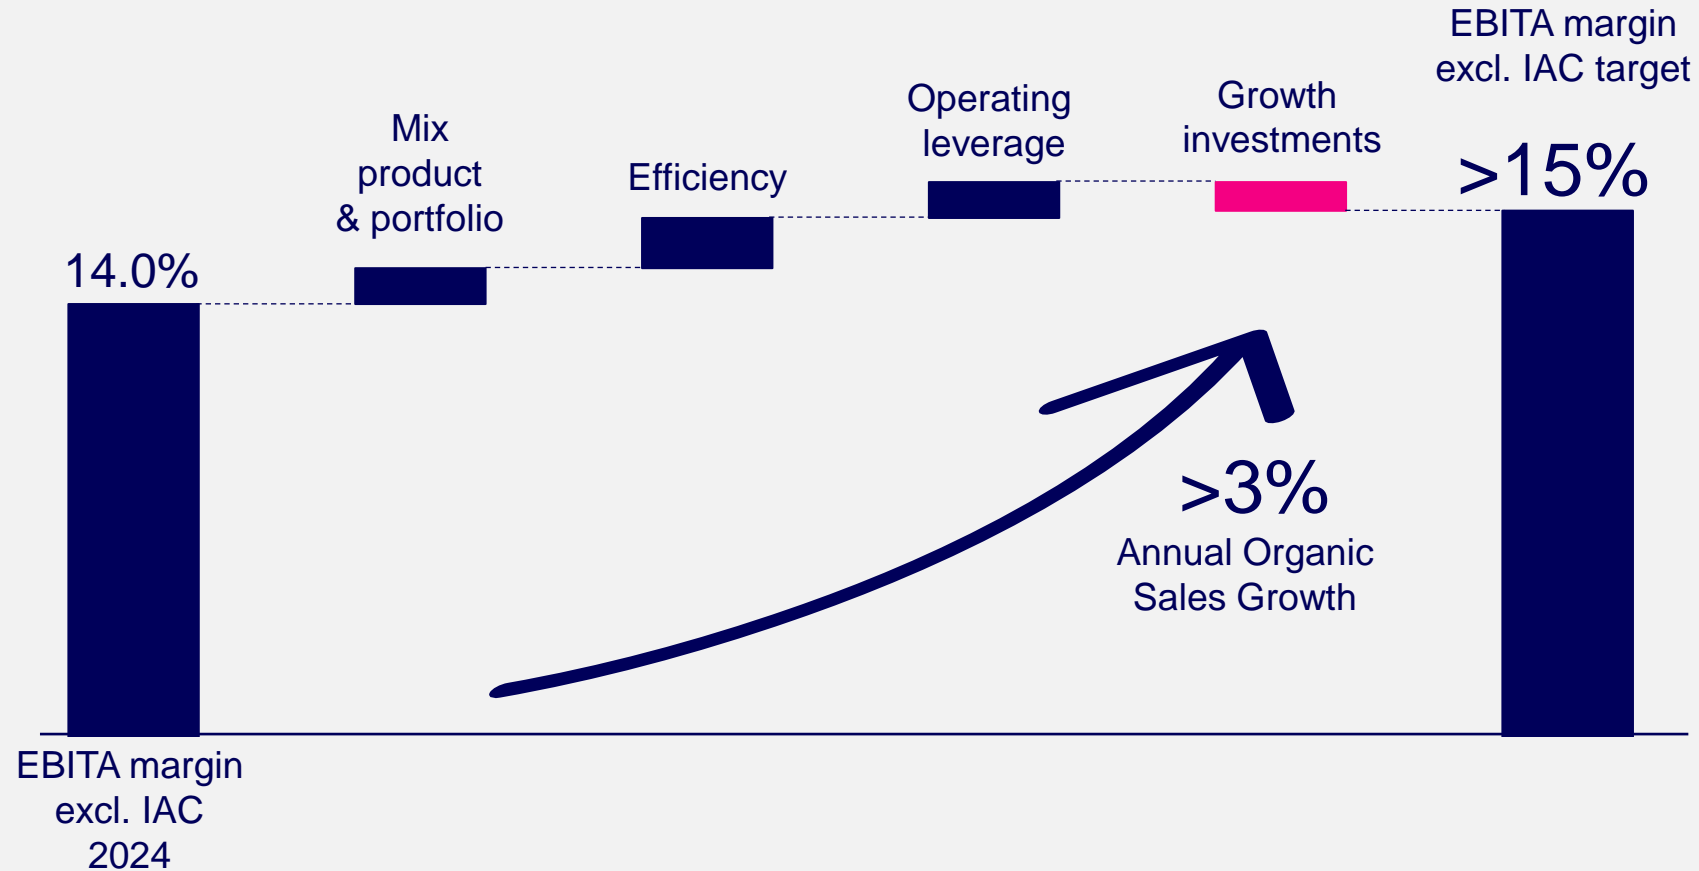 14.0%
EBITA margin
excl. IAC
2024
Mix
product
& portfolio
Efficiency
Operating
leverage
Growth
investments
EBITA margin
excl. IAC target
>15%
>3%
Annual Organic
Sales Growth